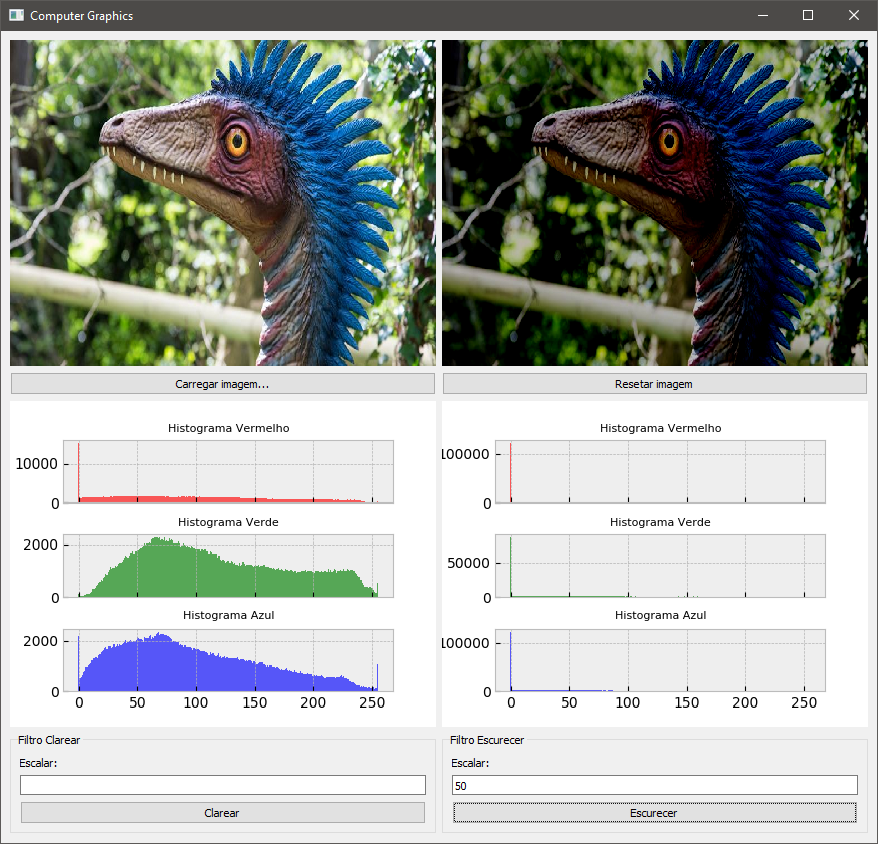 Computer Graphics
Carregar imagem...
Resetar imagem
Histograma Vermelho
10000
0
Histograma Verde
2000
0
Histograma Azul
2000
0
0 50 100 150 200 250
Histograma Vermelho
100000
0
Histograma Verde
50000
0
Histograma Azul
100000
0
0 50 100 150 200 250
Filtro Clarear
Escalar:
Clarear
Filtro Escurecer
Escalar:
50
Escurecer